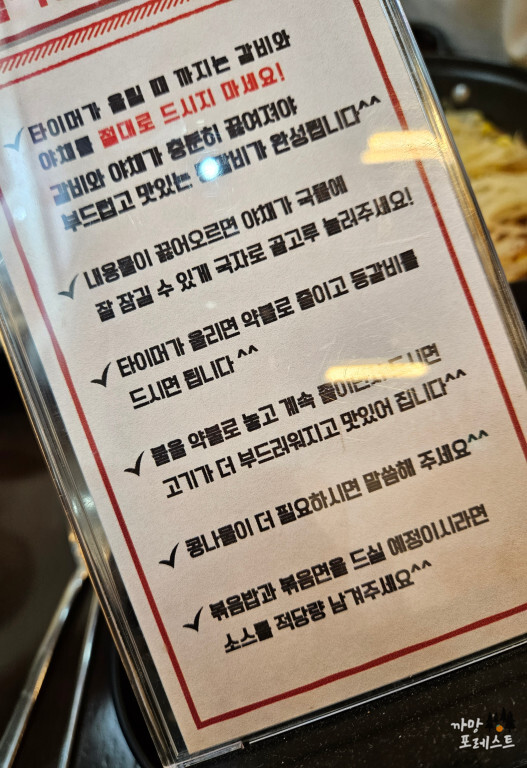 타이머가 울릴 때 까지는 갈비와
야채를 절대로 드시지 마세요!
갈비와 야채가 충분히 끓여져야
부드럽고 맛있는 등갈비가 완성됩니다^^
내용물이 끓어오르면 야채가 국물에
잘 잠길 수 있게 국자로 골고루 눌러주세요!
타이머가 울리면 약불로 줄이고 등갈비를
드시면 됩니다^^
불을 약불로 놓고 계속 드시면
고기가 더 부드러워지고 맛있어 집니다^^
콩나물이 더 필요하시면 말씀해 주세요^^
볶음밥과 볶음면을 드실 예정이시라면
소스를 적당량 남겨주세요^^
까망
포레스트